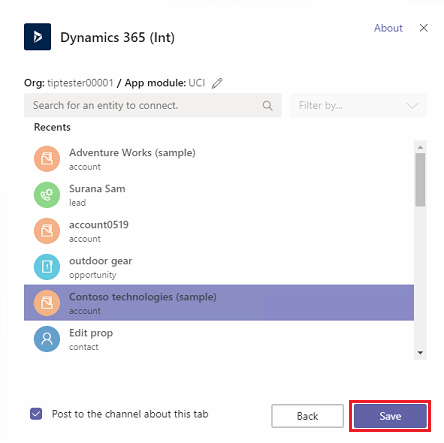 Dynamics 365 (Int)
About
Org: tiptester00001 / App module: UCI
Search for an entity to connect.
Filter by...
Recents
Adventure Works (sample)
account
Surana Sam
lead
account0519
account
outdoor gear
opportunity
Contoso technologies (sample)
account
Edit prop
contact
Post to the channel about this tab
Back
Save